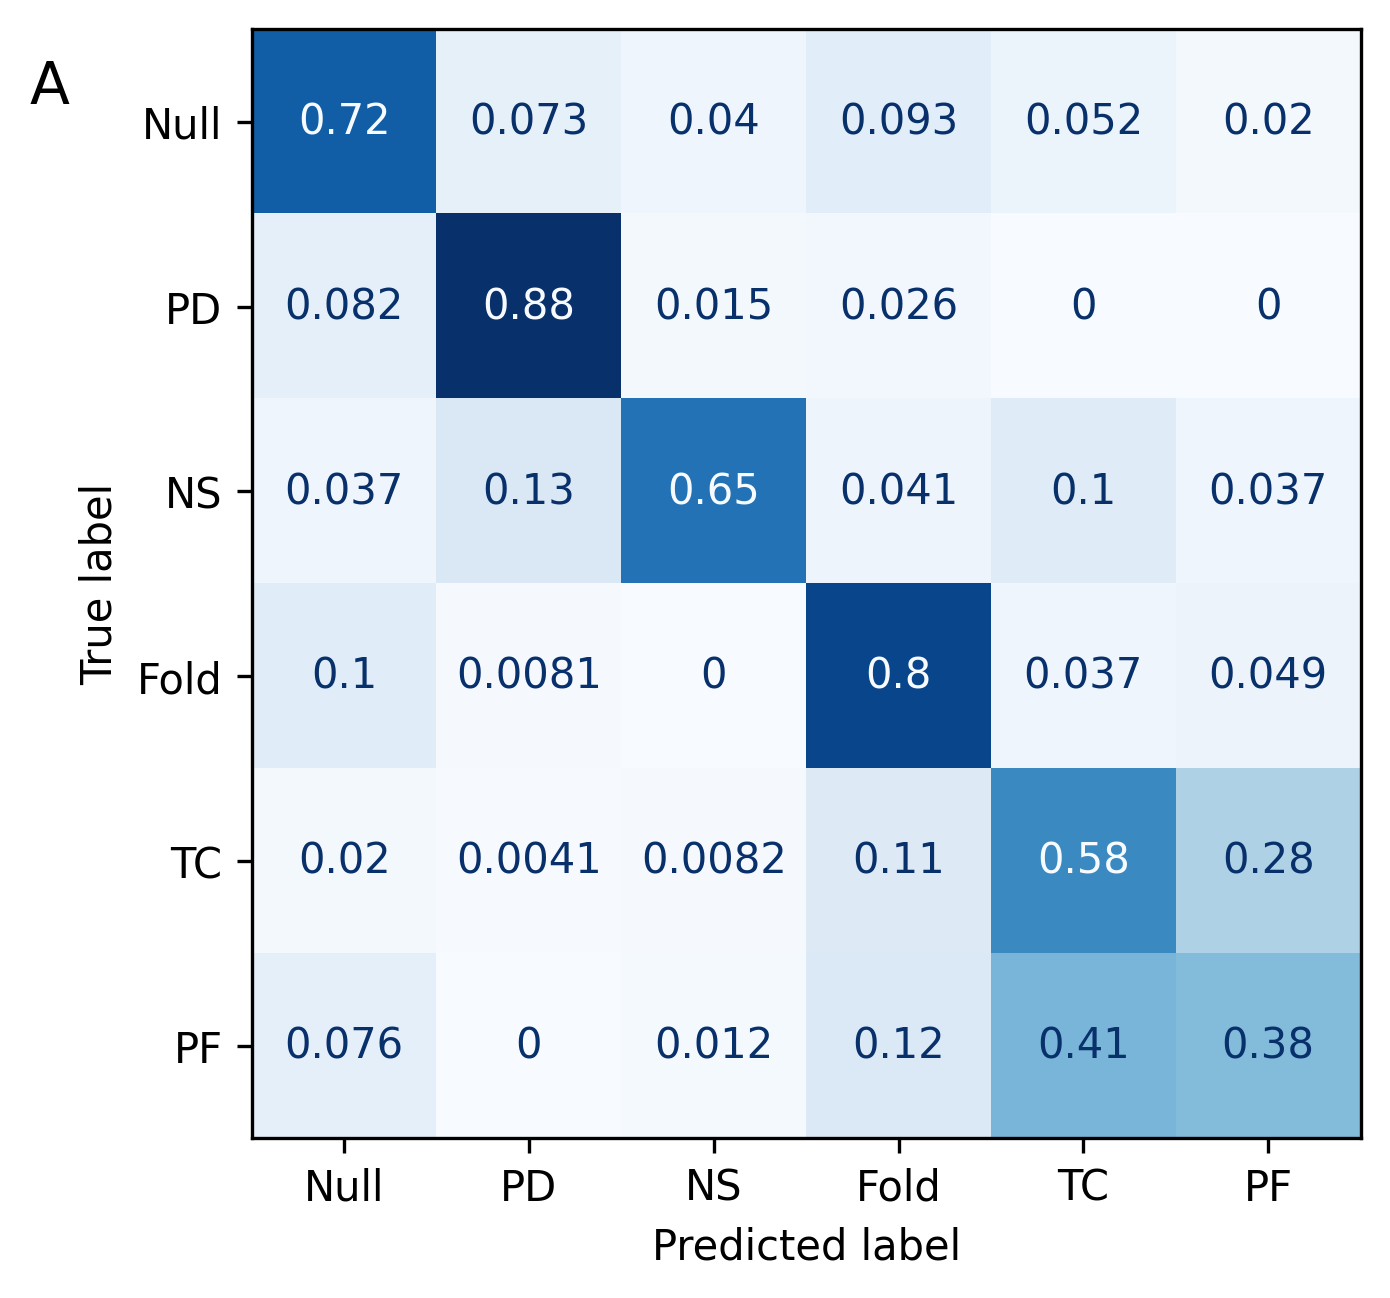 A
True label
Null 0.72 0.073 0.04 0.093 0.052 0.02
PD 0.082 0.88 0.015 0.026 0 0
NS 0.037 0.13 0.65 0.041 0.1 0.037
Fold 0.1 0.0081 0 0.8 0.037 0.049
TC 0.02 0.0041 0.0082 0.11 0.58 0.28
PF 0.076 0 0.012 0.12 0.41 0.38
Null PD NS Fold TC PF
Predicted label